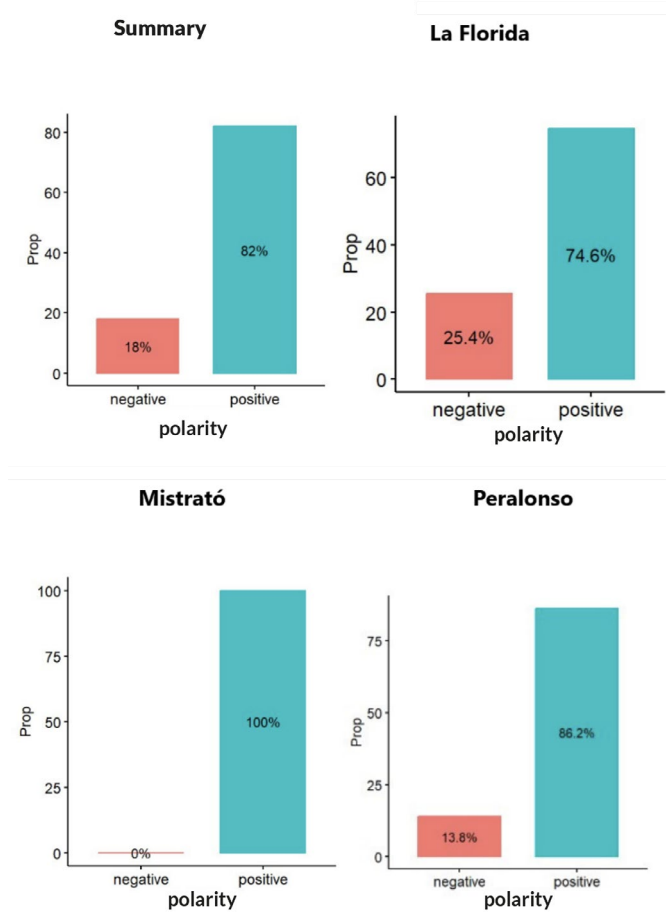 Summary
80
60
40
20
0
Prop
18%
82%
negative
positive
polarity
La Florida
60
40
20
0
Prop
25.4%
74.6%
negative
positive
polarity
Mistrató
100
75
50
25
0
Prop
0%
100%
negative
positive
polarity
Peralonso
75
50
25
0
Prop
13.8%
86.2%
negative
positive
polarity